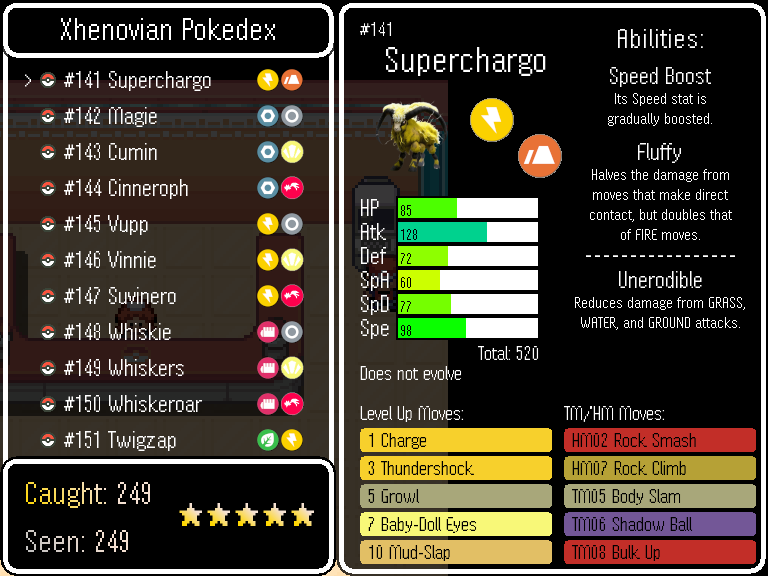 Xhenovian Pokedex
> #141 Superchargo
#142 Magie
#143 Cumin
#144 Cinneroph
#145 Vupp
#146 Vinnie
#147 Suvinero
#148 Whiskie
#149 Whiskers
#150 Whiskeroar
#151 Twigzap
Caught: 249
Seen: 249
#141
Superchargo
HP 85
Atk 128
Def 72
SpA 60
SpD 77
Spe 98
Total: 520
Does not evolve
Abilities:
Speed Boost
Its Speed stat is
gradually boosted.
Fluffy
Halves the damage from
moves that make direct
contact, but doubles that
of FIRE moves.
Unerodible
Reduces damage from GRASS,
WATER, and GROUND attacks.
Level Up Moves:
1 Charge
3 Thundershock
5 Growl
7 Baby-Doll Eyes
10 Mud-Slap
TM/HM Moves:
HM02 Rock Smash
HM07 Rock Climb
TM05 Body Slam
TM06 Shadow Ball
TM08 Bulk Up